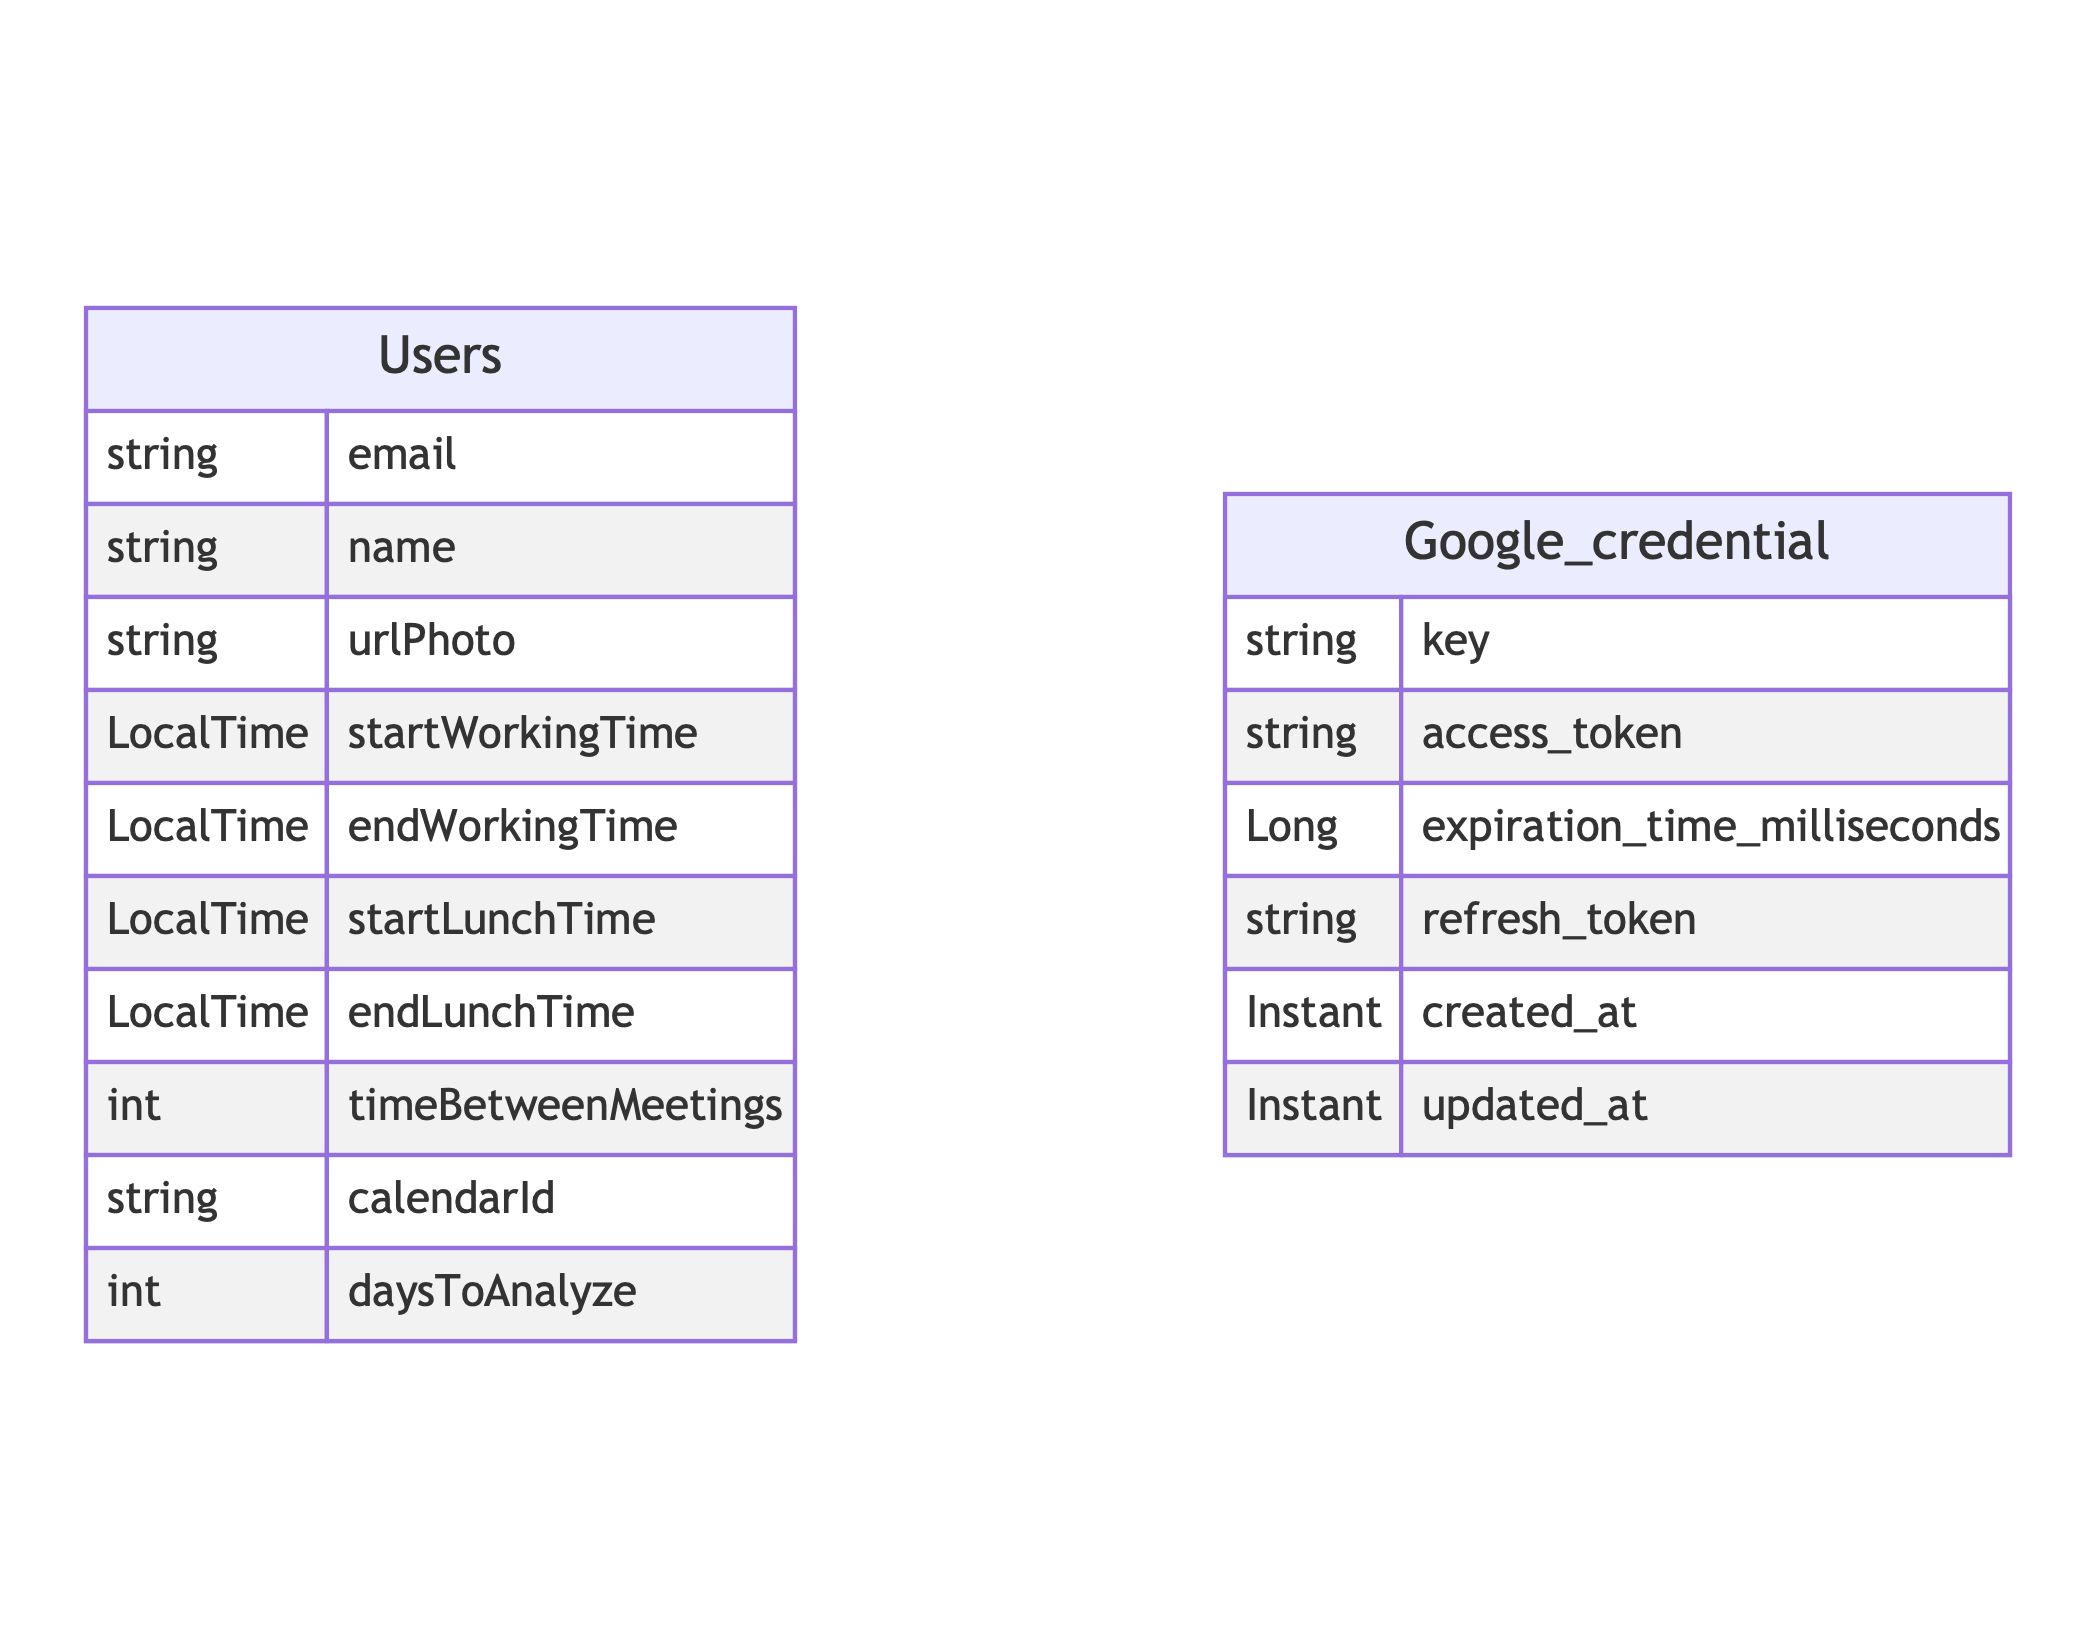 Users
string email
string name
string urlPhoto
LocalTime startWorkingTime
LocalTime endWorkingTime
LocalTime startLunchTime
LocalTime endLunchTime
int timeBetweenMeetings
string calendarId
int daysToAnalyze
Google_credential
string key
string access_token
Long expiration_time_milliseconds
string refresh_token
Instant created_at
Instant updated_at